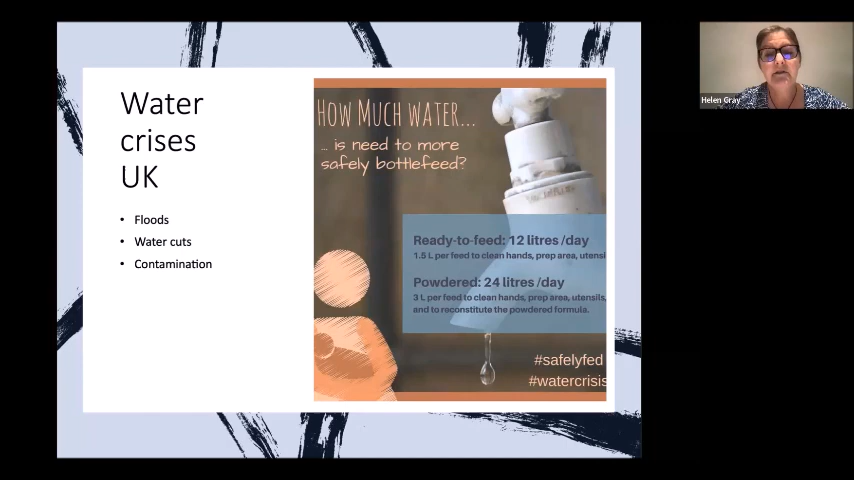 Water
crises
UK
• Floods
• Water cuts
• Contamination
HOW MUCH WATER...
... is need to more
safely bottlefeed?
Ready-to-feed: 12 litres /day
1.5 L per feed to clean hands, prep area, utensi
Powdered: 24 litres /day
3 L per feed to clean hands, prep area, utensils,
and to reconstitute the powdered formula.
#safelyfed
#watercrisis
Helen Gray